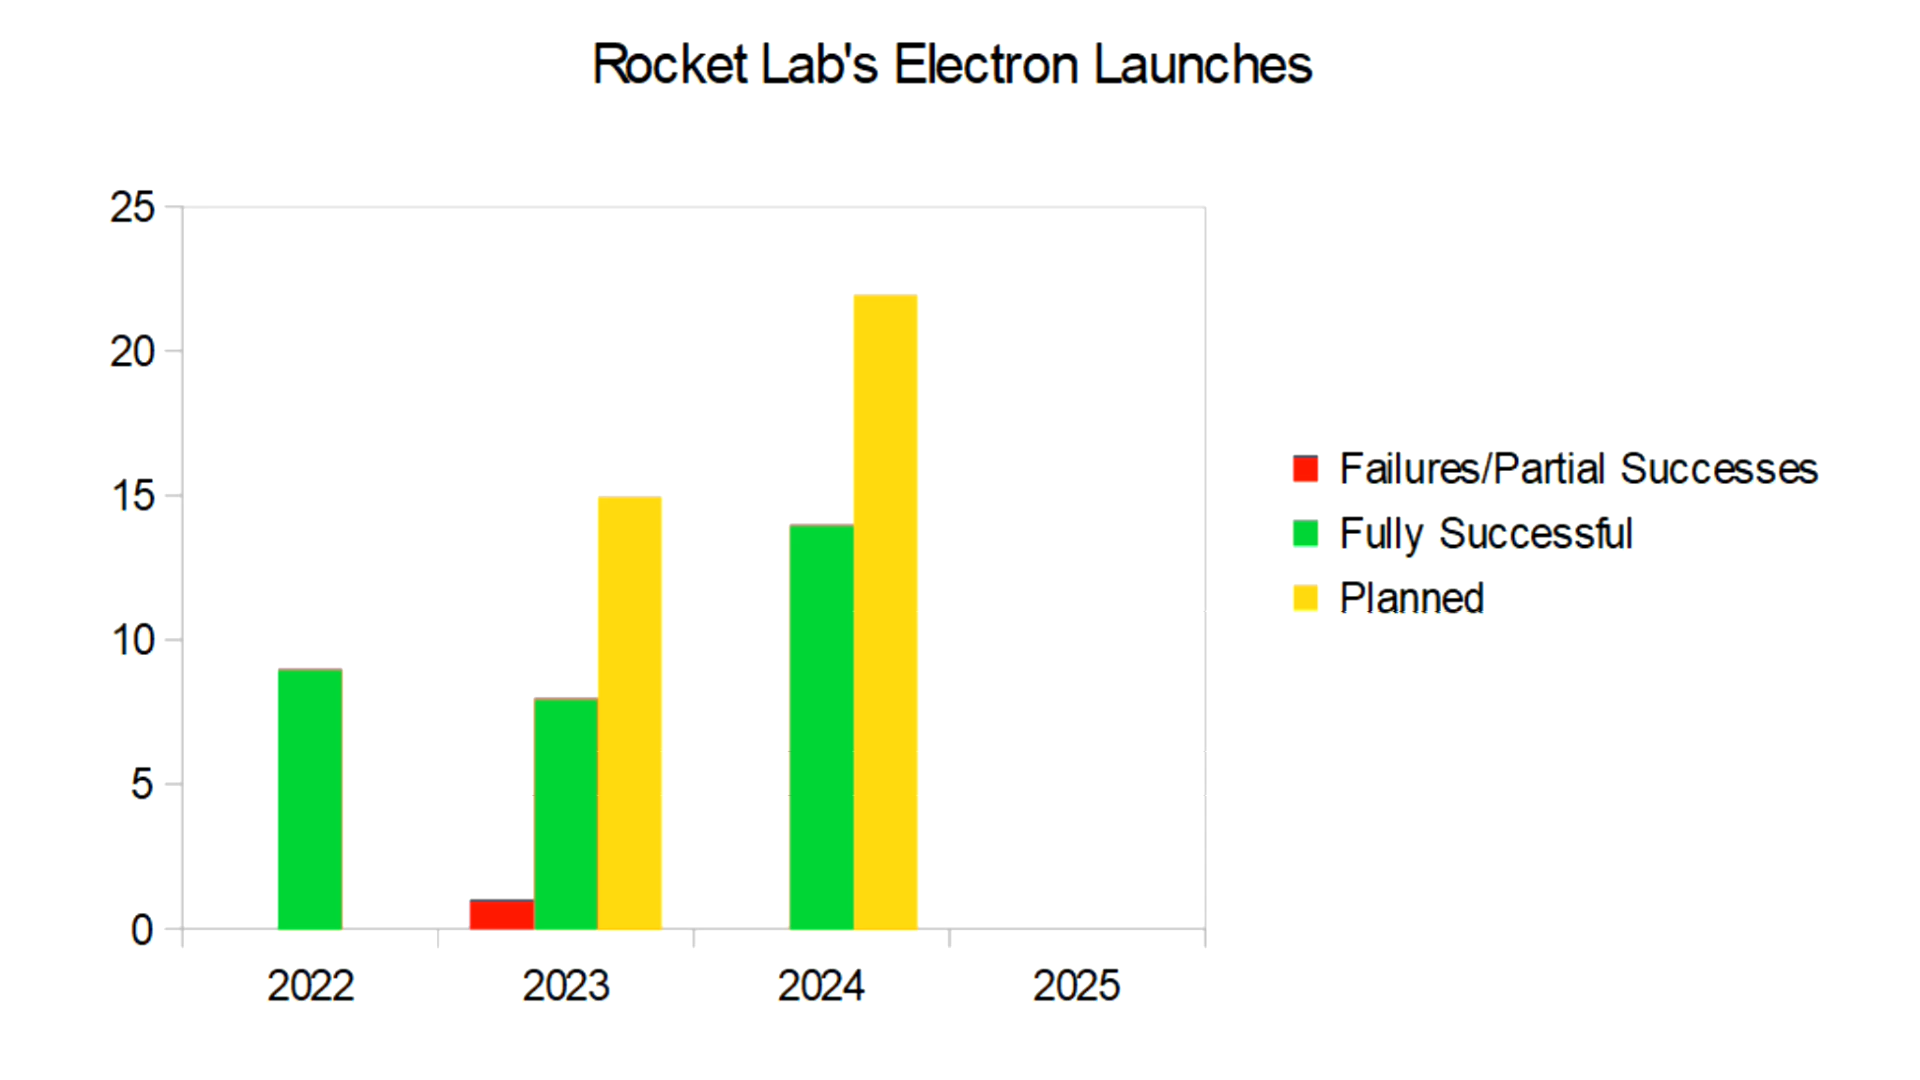 Rocket Lab's Electron Launches
25
20
15
10
5
0
2022 2023 2024 2025
Failures/Partial Successes
Fully Successful
Planned